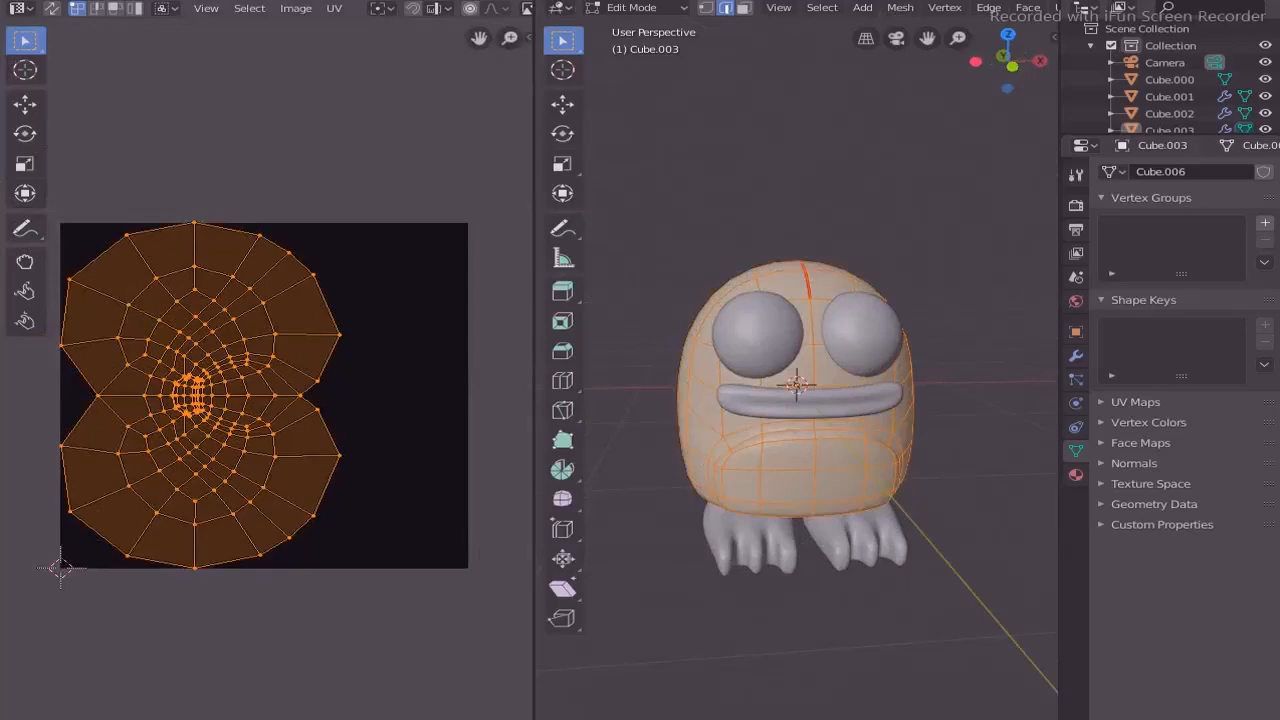 View Select Image UV
Edit Mode View Select Add Mesh Vertex Edge Face
Recorded with iFun Screen Recorder
User Perspective
(1) Cube.003
Z
Y
X
Scene Collection
Collection
Camera
Cube.000
Cube.001
Cube.002
Cube.003
Cube.003
Cube.006
Vertex Groups
Shape Keys
UV Maps
Vertex Colors
Face Maps
Normals
Texture Space
Geometry Data
Custom Properties